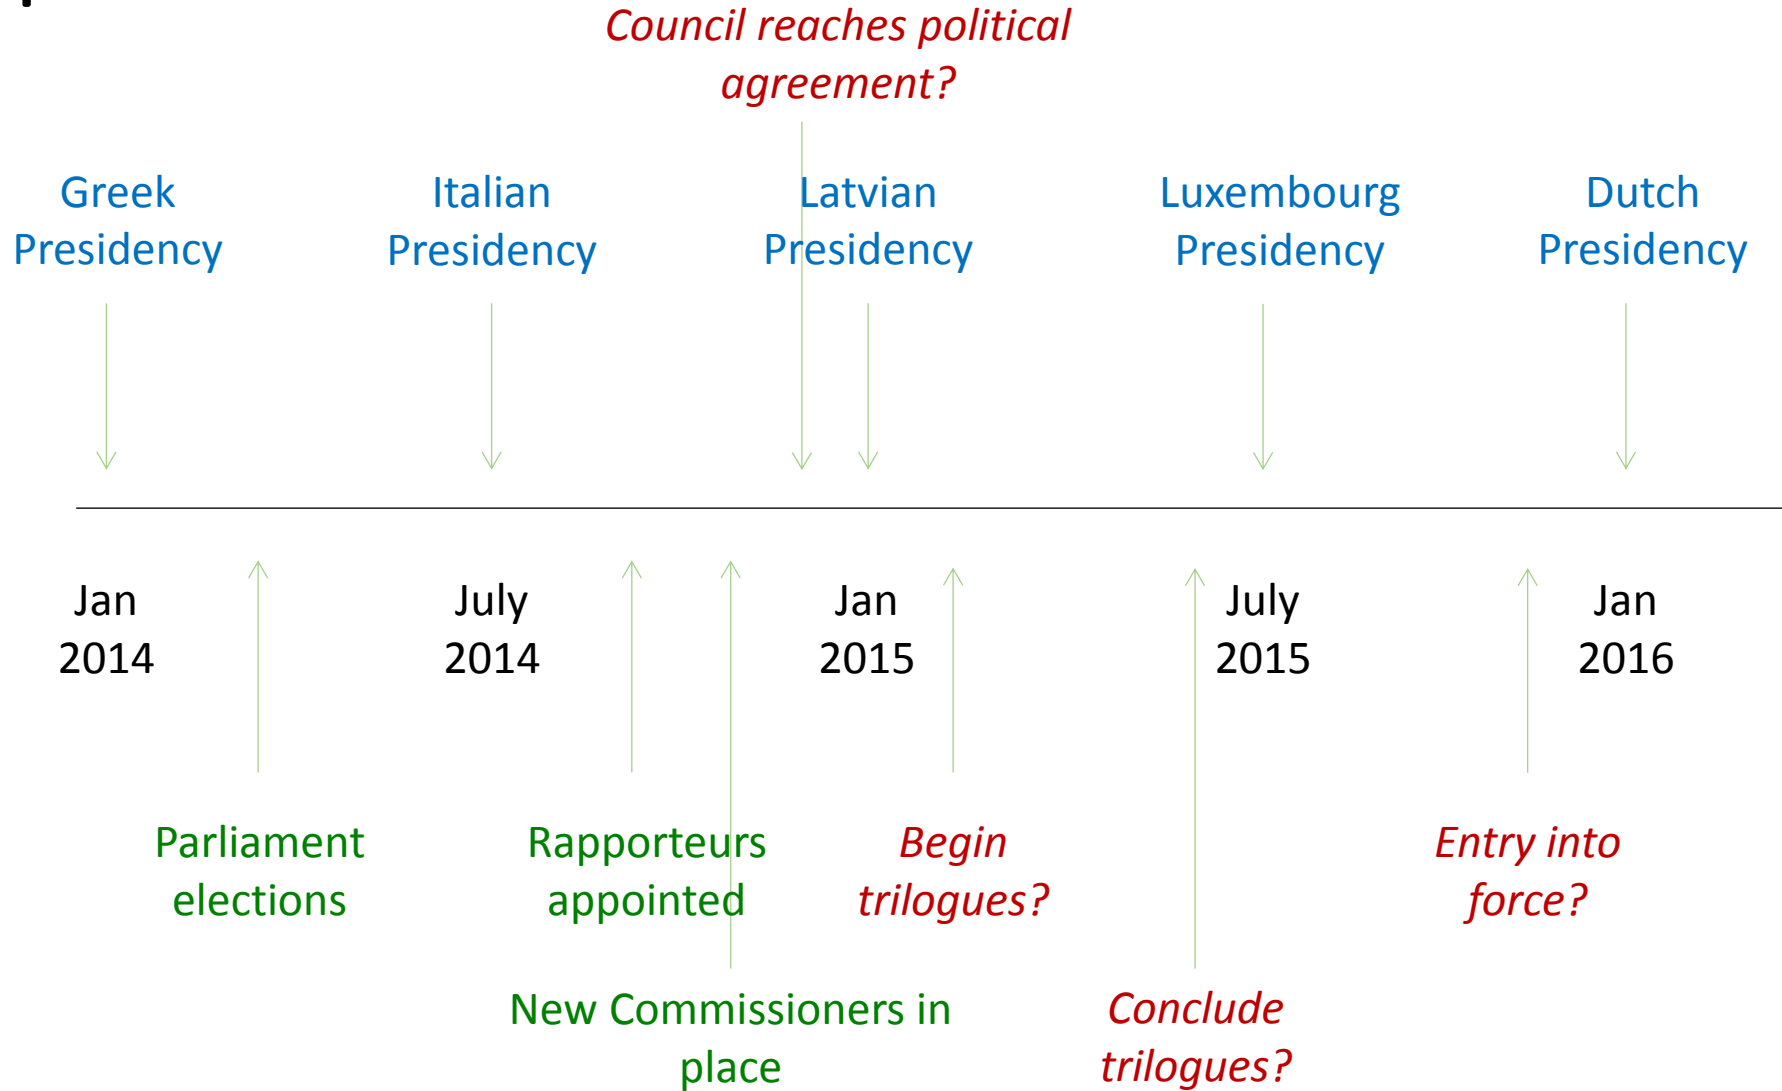 Council reaches political
agreement?
Greek
Presidency
Italian
Presidency
Latvian
Presidency
Luxembourg
Presidency
Dutch
Presidency
Jan
2014
July
2014
Jan
2015
July
2015
Jan
2016
Parliament
elections
Rapporteurs
appointed
Begin
trilogues?
Entry into
force?
New Commissioners in
place
Conclude
trilogues?